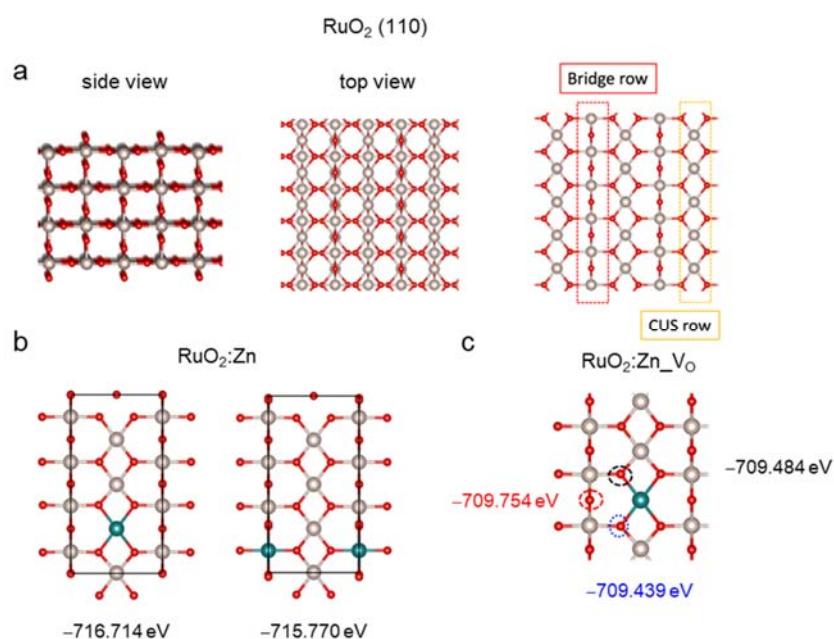 RuO₂ (110)
a
side view
top view
Bridge row
CUS row
b
RuO₂:Zn
−716.714 eV
−715.770 eV
c
RuO₂:Zn_V₀
−709.484 eV
−709.754 eV
−709.439 eV